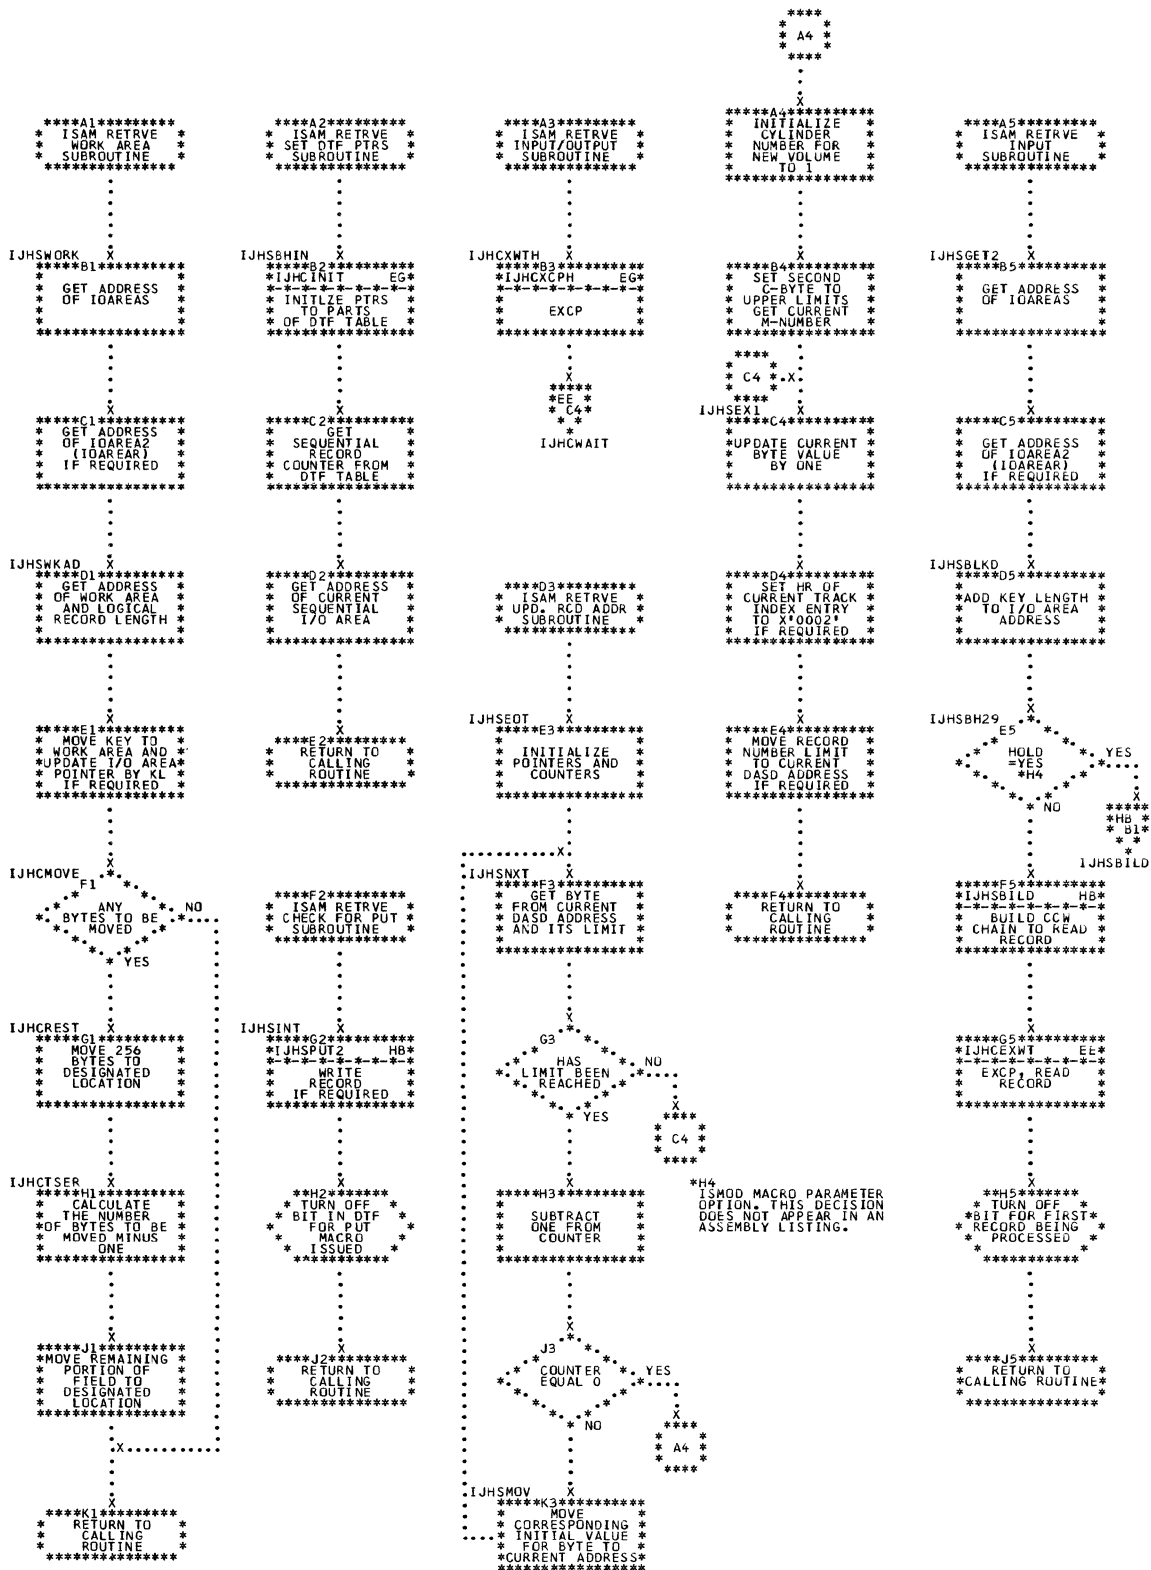 A4
A1
ISAM RETRVE
WORK AREA
SUBROUTINE
IJHSWORK
B1
GET ADDRESS
OF IOAREAS
C1
GET ADDRESS
OF IOAREA2
(IOAREAR)
IF REQUIRED
IJHSWKAD
D1
GET ADDRESS
OF WORK AREA
AND LOGICAL
RECORD LENGTH
E1
MOVE KEY TO
WORK AREA AND
UPDATE I/O AREA
POINTER BY KL
IF REQUIRED
IJHCMOVE
F1
ANY
BYTES TO BE
MOVED
NO
YES
IJHCREST
G1
MOVE 256
BYTES TO
DESIGNATED
LOCATION
IJHCTSER
H1
CALCULATE
THE NUMBER
OF BYTES TO BE
MOVED MINUS
ONE
J1
MOVE REMAINING
PORTION OF
FIELD TO
DESIGNATED
LOCATION
K1
RETURN TO
CALLING
ROUTINE
A2
ISAM RETRVE
SET DTF PTRS
SUBROUTINE
IJHSBHIN
B2
IJHCINIT EG
INITLZE PTRS
TO PARTS
OF DTF TABLE
C2
GET
SEQUENTIAL
RECORD
COUNTER FROM
DTF TABLE
D2
GET ADDRESS
OF CURRENT
SEQUENTIAL
I/O AREA
E2
RETURN TO
CALLING
ROUTINE
F2
ISAM RETRVE
CHECK FOR PUT
SUBROUTINE
IJHSINT
G2
IJHSPUT2 HB
WRITE
RECORD
IF REQUIRED
H2
TURN OFF
BIT IN DTF
FOR PUT
MACRO
ISSUED
J2
RETURN TO
CALLING
ROUTINE
A3
ISAM RETRVE
INPUT/OUTPUT
SUBROUTINE
IJHCXWTH
B3
IJHCXCPH EG
EXCP
EE
C4
IJHCWAIT
D3
ISAM RETRVE
UPD. RCD ADDR
SUBROUTINE
IJHSEOT
E3
INITIALIZE
POINTERS AND
COUNTERS
IJHSNXT
F3
GET BYTE
FROM CURRENT
DASD ADDRESS
AND ITS LIMIT
G3
HAS
LIMIT BEEN
REACHED
NO
YES
C4
H3
SUBTRACT
ONE FROM
COUNTER
J3
COUNTER
EQUAL 0
YES
NO
A4
IJHSMOV
K3
MOVE
CORRESPONDING
INITIAL VALUE
FOR BYTE TO
CURRENT ADDRESS
A4
INITIALIZE
CYLINDER
NUMBER FOR
NEW VOLUME
TO 1
B4
SET SECOND
C-BYTE TO
UPPER LIMITS
GET CURRENT
M-NUMBER
C4
IJHSEX1
C4
UPDATE CURRENT
BYTE VALUE
BY ONE
D4
SET HR OF
CURRENT TRACK
INDEX ENTRY
TO X'0002'
IF REQUIRED
E4
MOVE RECORD
NUMBER LIMIT
TO CURRENT
DASD ADDRESS
IF REQUIRED
F4
RETURN TO
CALLING
ROUTINE
*H4
ISMOD MACRO PARAMETER
OPTION. THIS DECISION
DOES NOT APPEAR IN AN
ASSEMBLY LISTING.
A5
ISAM RETRVE
INPUT
SUBROUTINE
IJHSGET2
B5
GET ADDRESS
OF IOAREAS
C5
GET ADDRESS
OF IOAREA2
(IOAREAR)
IF REQUIRED
IJHSBLKD
D5
ADD KEY LENGTH
TO I/O AREA
ADDRESS
IJHSBH29
E5
HOLD
=YES
*H4
YES
NO
HB
B1
IJHSBILD
F5
IJHSBILD HB
BUILD CCW
CHAIN TO READ
RECORD
G5
IJHCEXWT EE
EXCP, READ
RECORD
H5
TURN OFF
BIT FOR FIRST
RECORD BEING
PROCESSED
J5
RETURN TO
CALLING ROUTINE